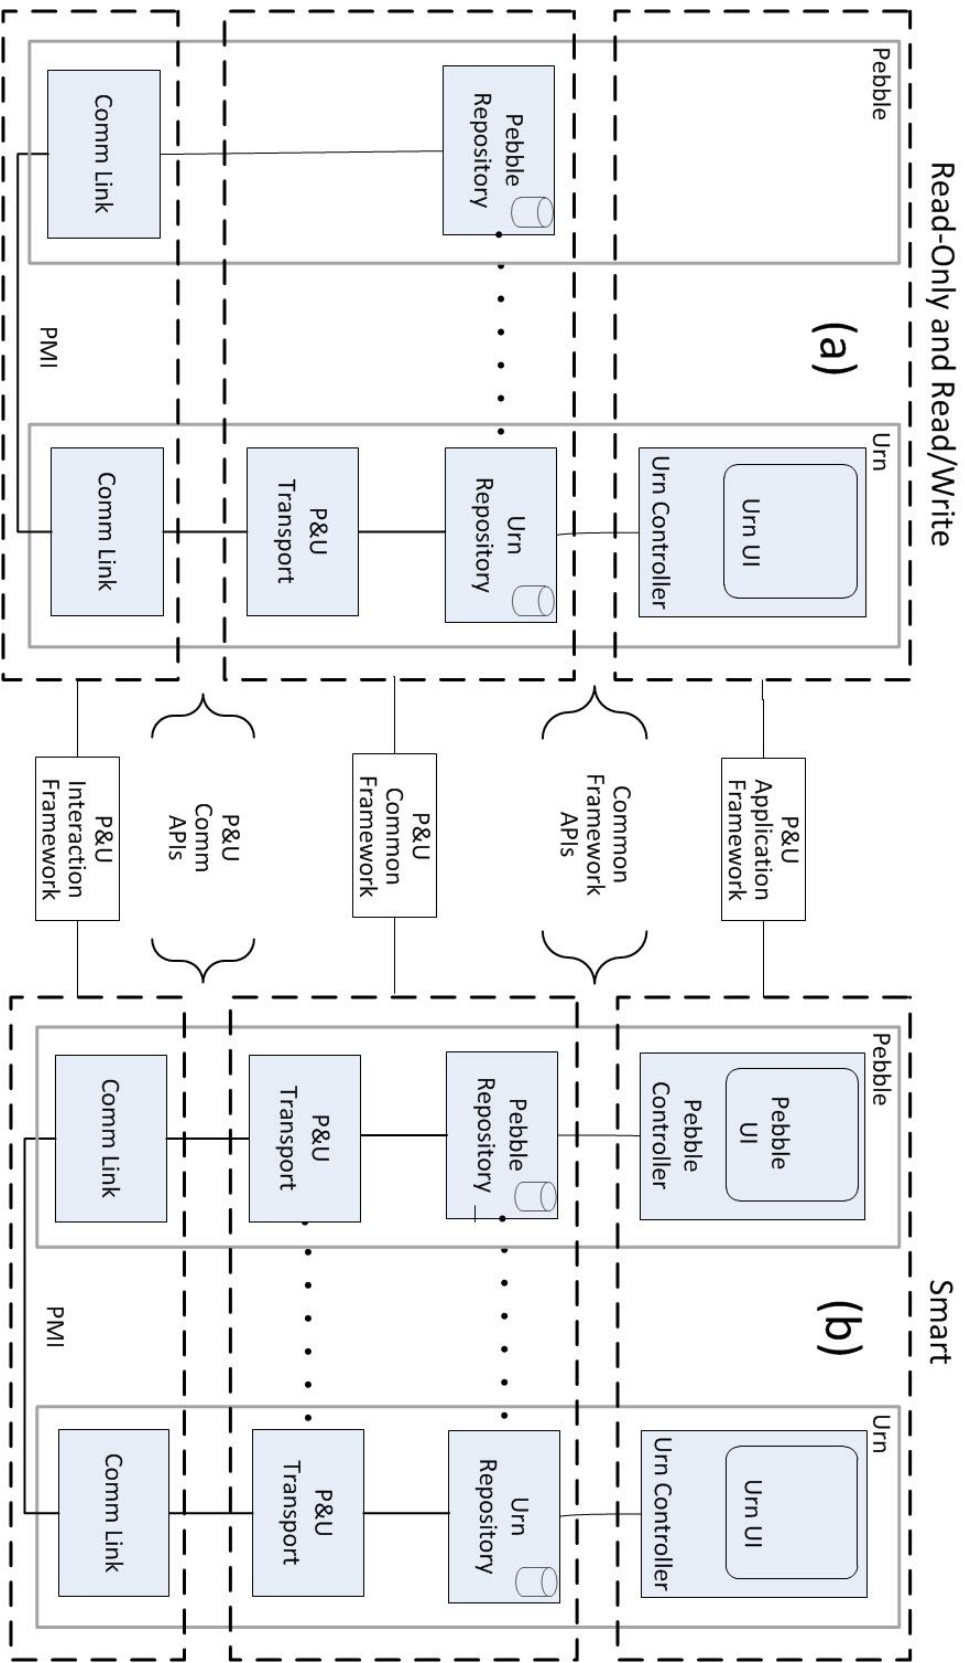 Read-Only and Read/Write
Pebble
(a)
Urn
Urn UI
Urn Controller
Pebble
Repository
Urn
Repository
P&U
Transport
Comm Link
PMI
Comm Link
P&U
Application
Framework
Common
Framework
APIs
P&U
Common
Framework
P&U
Comm
APIs
P&U
Interaction
Framework
Smart
Pebble
(b)
Urn
Pebble
UI
Pebble
Controller
Urn UI
Urn Controller
Pebble
Repository
Urn
Repository
P&U
Transport
P&U
Transport
Comm Link
PMI
Comm Link